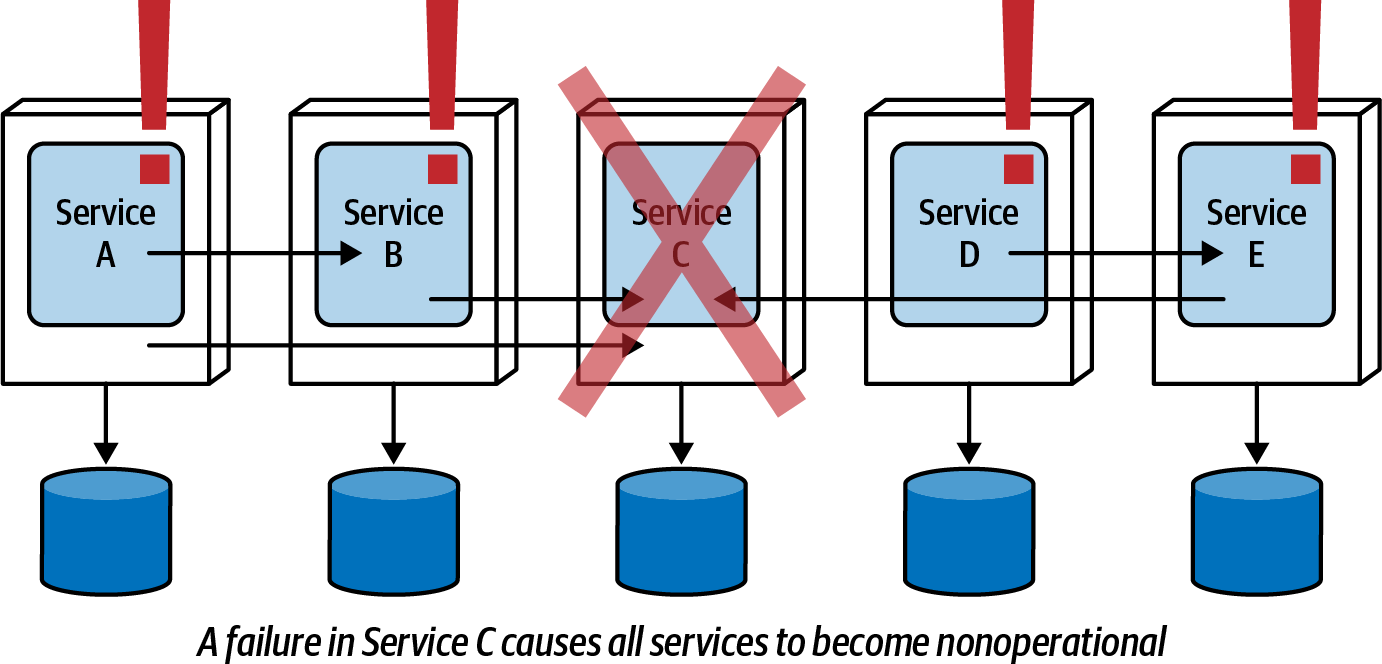 Service
A
Service
B
Service
C
Service
D
Service
E
A failure in Service C causes all services to become nonoperational